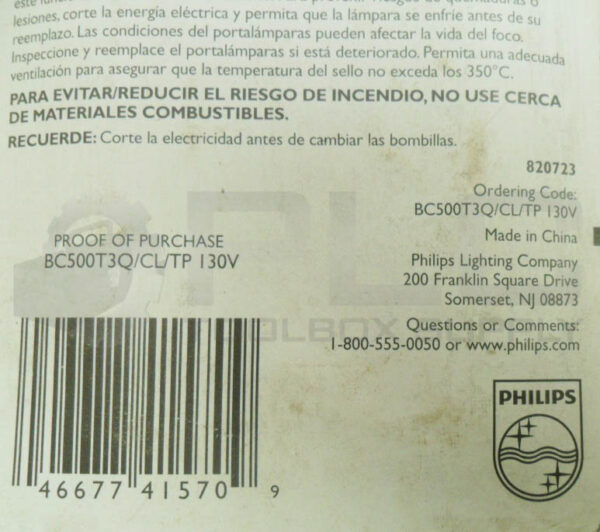 lesiones, corte la energía eléctrica y permita que la lámpara se enfríe antes de su
reemplazo. Las condiciones del portalámparas pueden afectar la vida del foco.
Inspeccione y reemplace el portalámparas si está deteriorado. Permita una adecuada
ventilación para asegurar que la temperatura del sello no exceda los 350°C.
PARA EVITAR/REDUCIR EL RIESGO DE INCENDIO, NO USE CERCA
DE MATERIALES COMBUSTIBLES.
RECUERDE: Corte la electricidad antes de cambiar las bombillas.
820723
Ordering Code:
BC500T3Q/CL/TP 130V
Made in China
Philips Lighting Company
200 Franklin Square Drive
Somerset, NJ 08873
Questions or Comments:
1-800-555-0050 or www.philips.com
PROOF OF PURCHASE
BC500T3Q/CL/TP 130V
46677 41570 9
PHILIPS